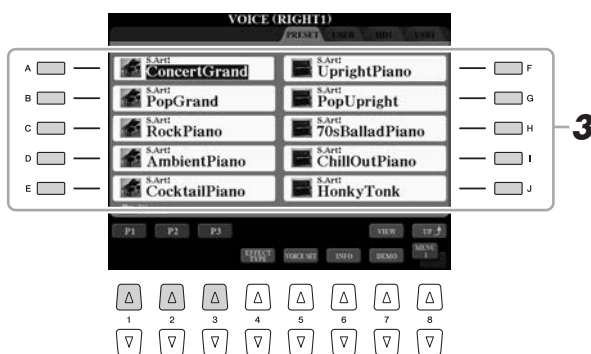 VOICE (RIGHT1)
PRESET USER HD1 USB1
A S.Art! ConcertGrand S.Art! UprightPiano F
B S.Art! PopGrand S.Art! PopUpright G
C S.Art! RockPiano S.Art! 70sBalladPiano H 3
D S.Art! AmbientPiano S.Art! ChillOutPiano I
E S.Art! CocktailPiano S.Art! HonkyTonk J
P1 P2 P3 VIEW UP
EFFECT TYPE VOICE SET INFO DEMO MENU 1
1 2 3 4 5 6 7 8